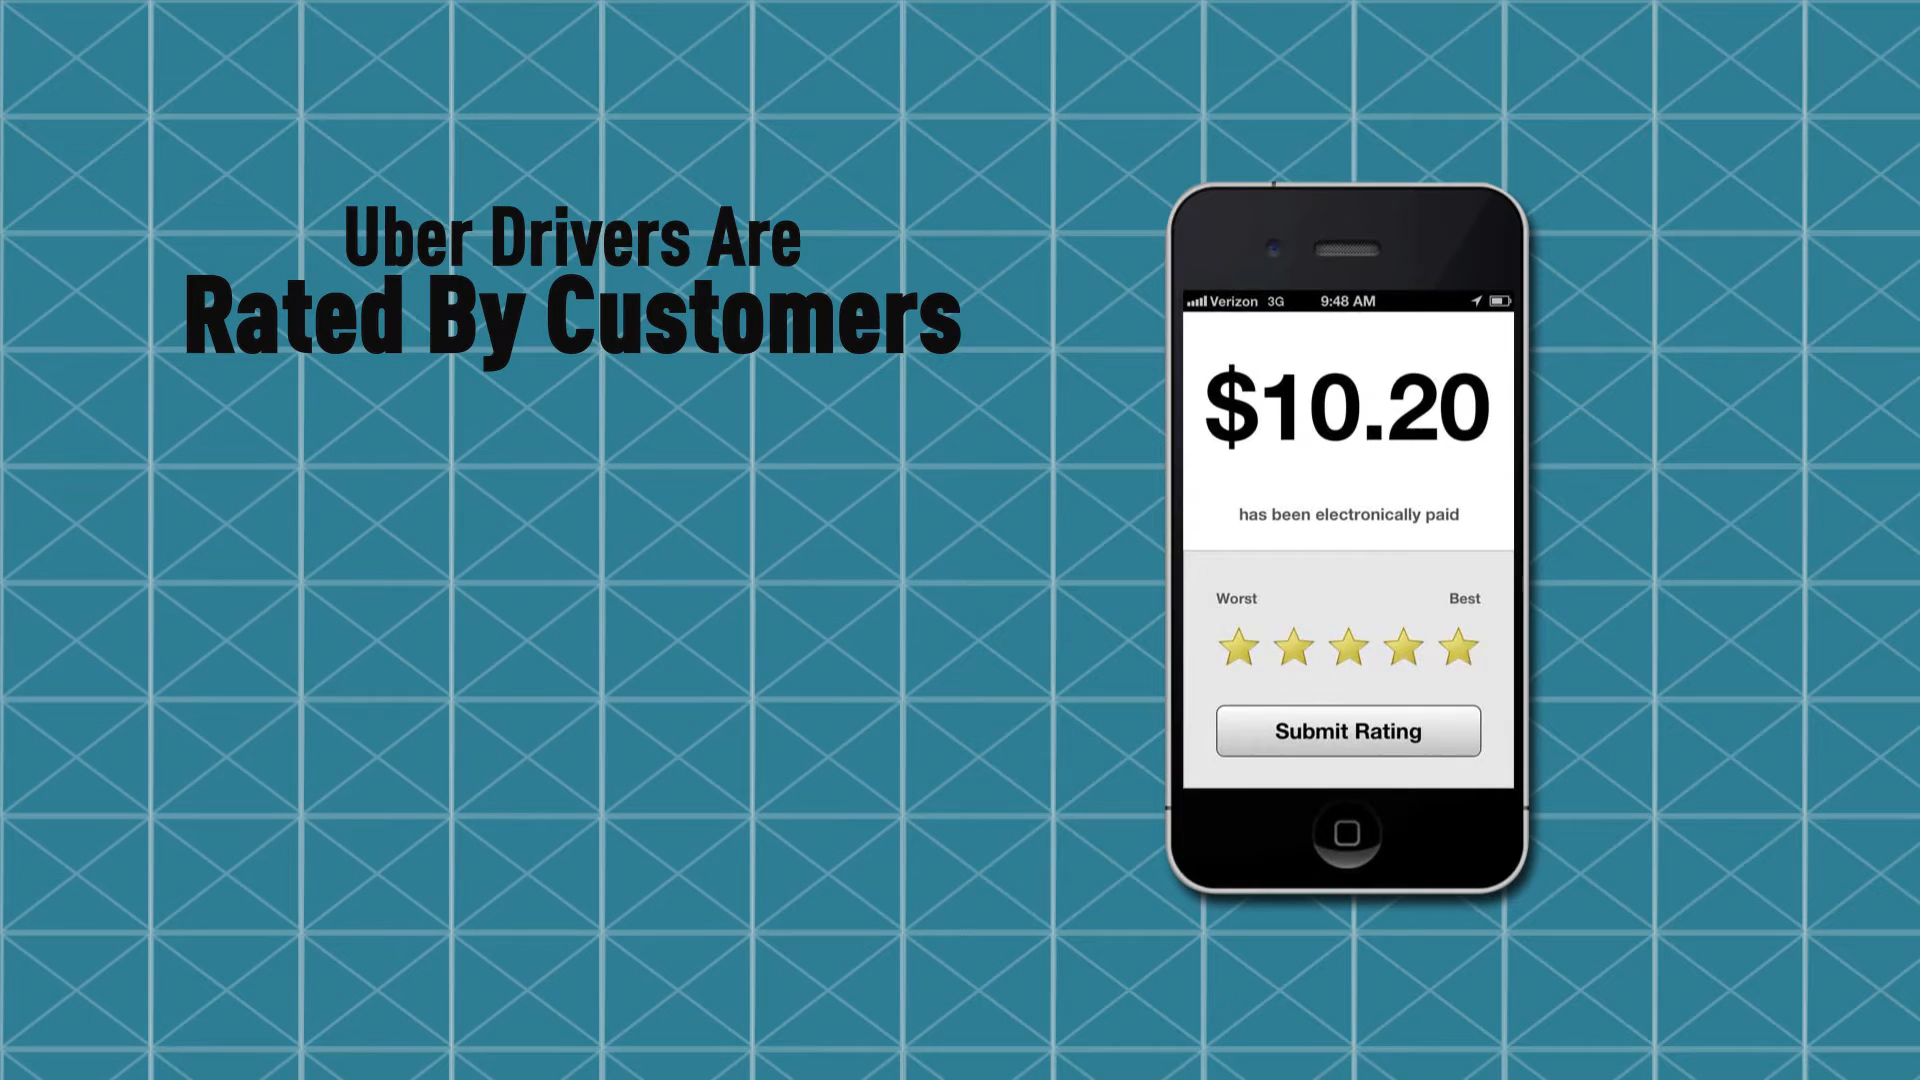 Uber Drivers Are
Rated By Customers
Verizon 3G 9:48 AM
$10.20
has been electronically paid
Worst Best
Submit Rating